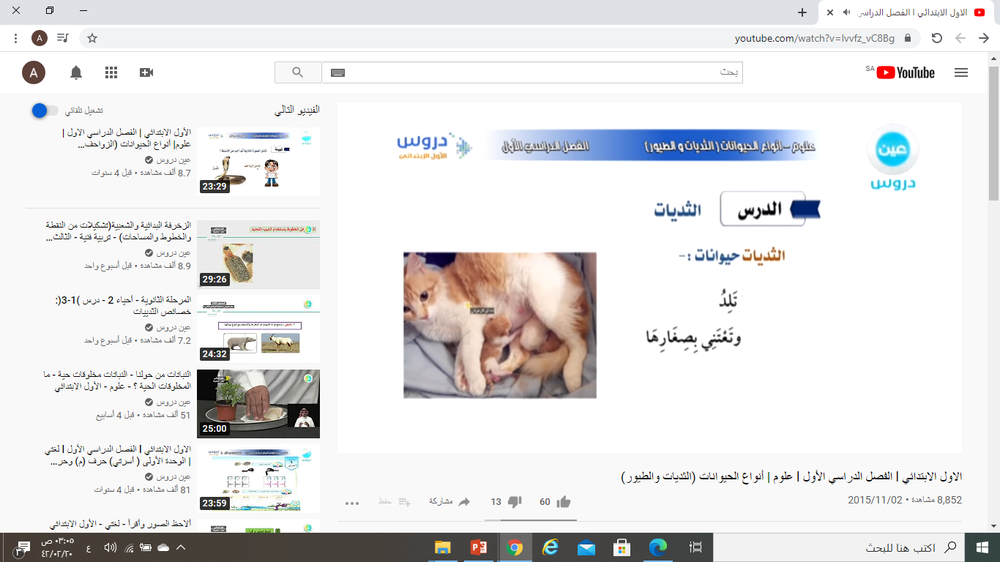 الاول الابتدائي | الفصل الدراسي
youtube.com/watch?v=lvvfz_vC8Bg
A
YouTube SA
بحث
A
عين
دروس
علوم – أنواع الحيوانات ( الثديات و الطيور)
الفصل الدراسي الأول
دروس
الأول الابتدائي
الدرس
الثديات
الثديات حيوانات :-
تَلِدُ
وتَعْتَنِي بِصِغَارِهَا
الاول الابتدائي | الفصل الدراسي الأول | علوم | أنواع الحيوانات (الثديات والطيور)
8,852 مشاهدة • 2015/11/02
60
13
مشاركة
حفظ
الفيديو التالي
تشغيل تلقائي
الأول الابتدائي | الفصل الدراسي الاول |
علوم| أنواع الحيوانات (الزواحف...
عين دروس
8.7 ألف مشاهدة • قبل 4 سنوات
23:29
الزخرفة البدائية والشعبية(تشكيلات من النقطة
والخطوط والمساحات) - تربية فنية - الثالث...
عين دروس
8.9 ألف مشاهدة • قبل أسبوع واحد
29:26
المرحلة الثانوية - أحياء 2 - درس )1-3(:
خصائص الثدييات
عين دروس
7.2 ألف مشاهدة • قبل أسبوع واحد
24:32
النباتات من حولنا - النباتات مخلوقات حية - ما
المخلوقات الحية ؟ - علوم - الأول الابتدائي
عين دروس
51 ألف مشاهدة • قبل 4 أسابيع
25:00
الاول الابتدائي | الفصل الدراسي الأول | لغتي
| الوحدة الأولى ( أسرتي) حرف (م) وحر...
عين دروس
81 ألف مشاهدة • قبل 4 سنوات
23:59
ألاحظ الصور وأقرأ - لغتي - الأول الابتدائي
اكتب هنا للبحث
ع
٠٣:٠٥ ص
٤٢/٠٢/٢٠
٣